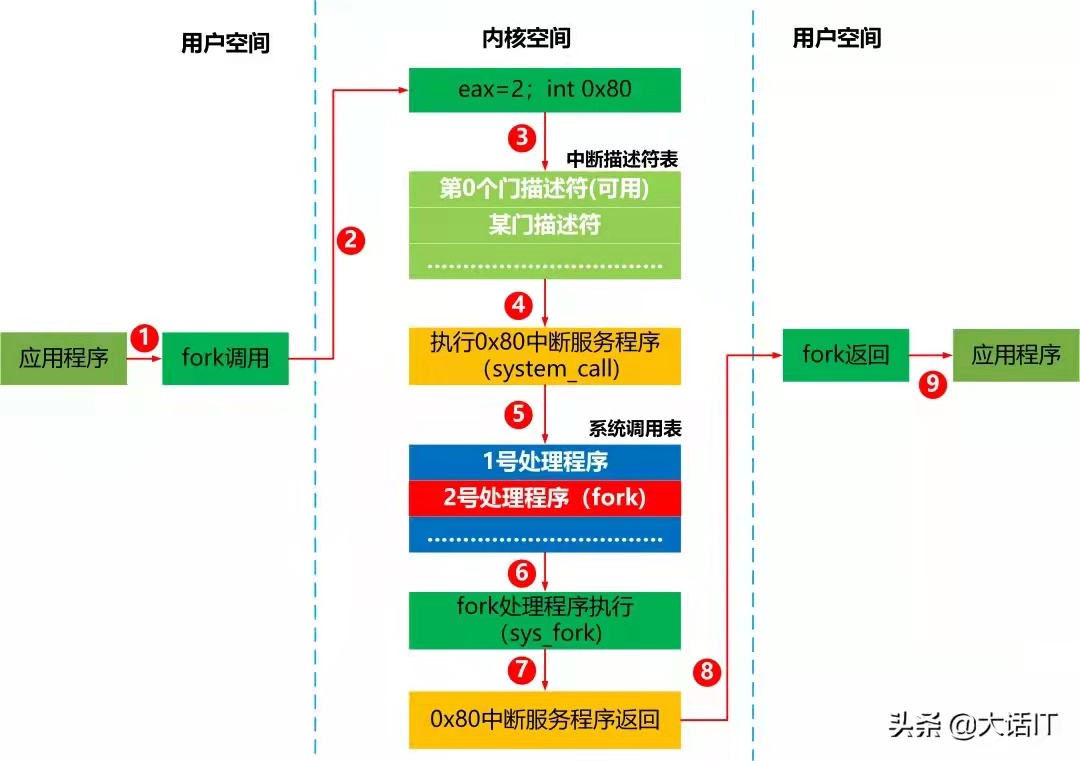 用户空间
内核空间
用户空间
eax=2；int 0x80
3
中断描述符表
第0个门描述符(可用)
某门描述符
.................................
2
4
1
应用程序
fork调用
执行0x80中断服务程序
（system_call）
fork返回
应用程序
9
5
系统调用表
1号处理程序
2号处理程序（fork）
.................................
6
fork处理程序执行
（sys_fork）
7
8
0x80中断服务程序返回
头条 @大话IT